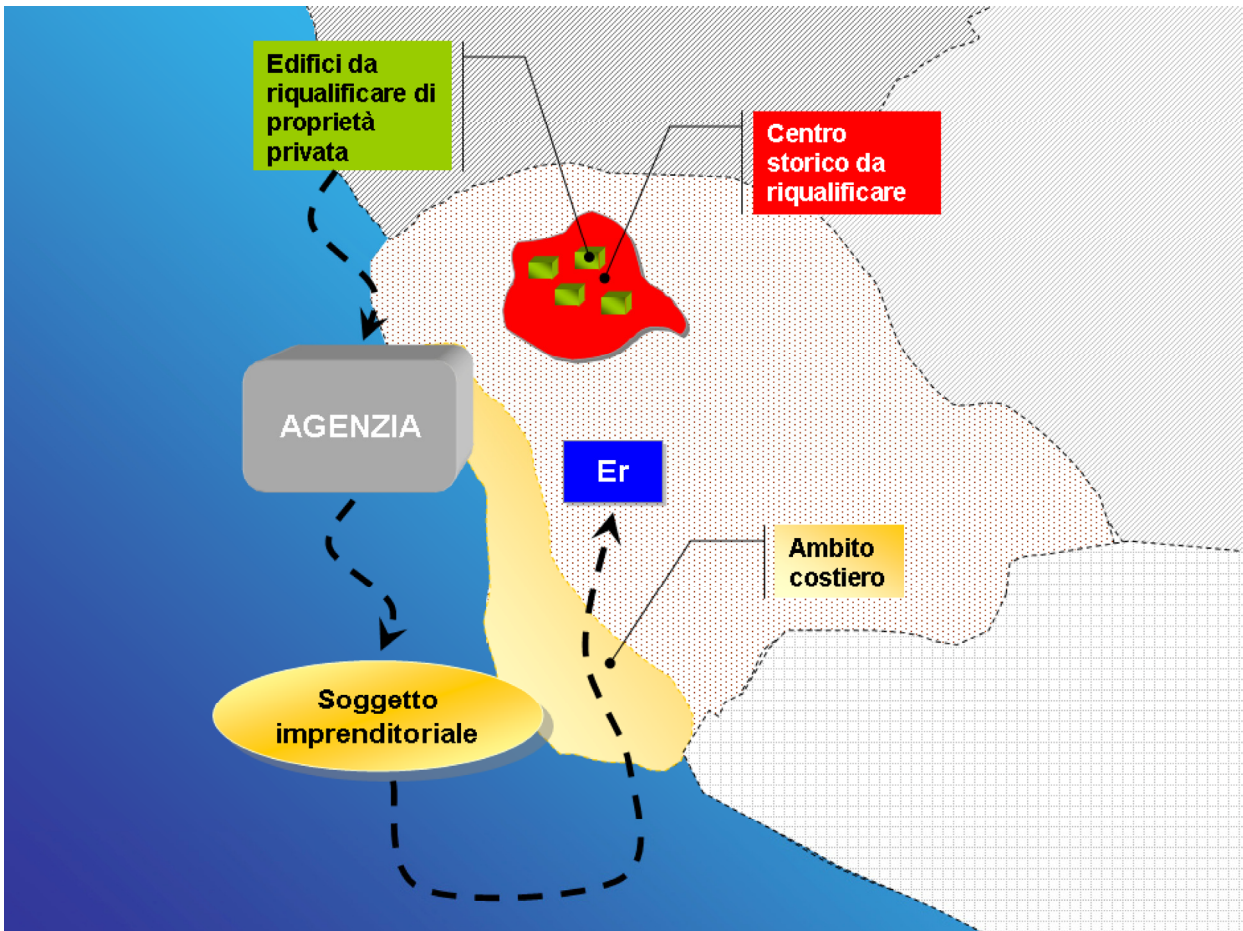 Edifici da
riqualificare di
proprietà
privata
Centro
storico da
riqualificare
AGENZIA
Er
Ambito
costiero
Soggetto
imprenditoriale